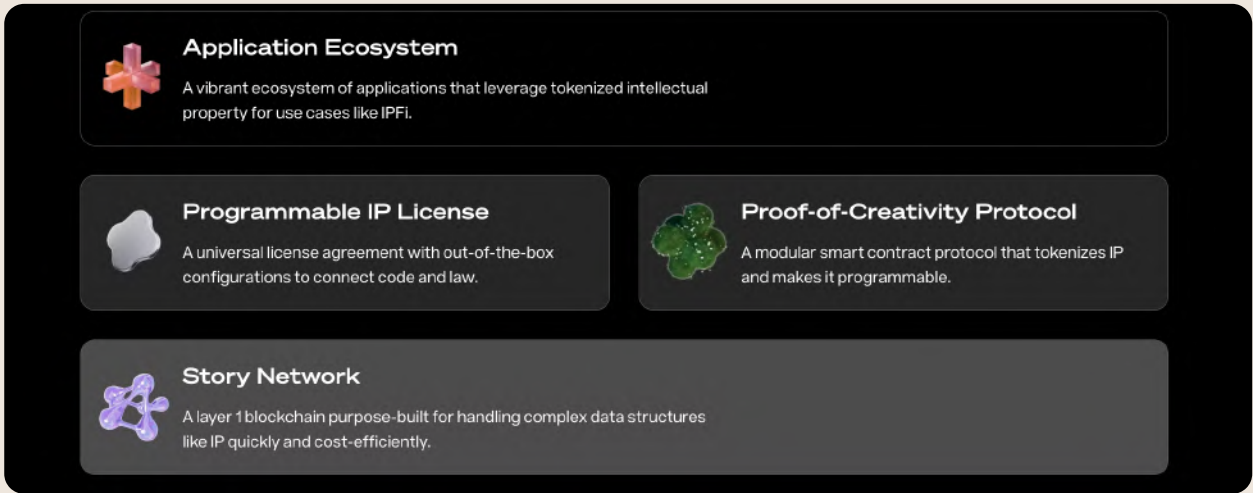 Application Ecosystem
A vibrant ecosystem of applications that leverage tokenized intellectual
property for use cases like IPFi.
Programmable IP License
A universal license agreement with out-of-the-box
configurations to connect code and law.
Proof-of-Creativity Protocol
A modular smart contract protocol that tokenizes IP
and makes it programmable.
Story Network
A layer 1 blockchain purpose-built for handling complex data structures
like IP quickly and cost-efficiently.